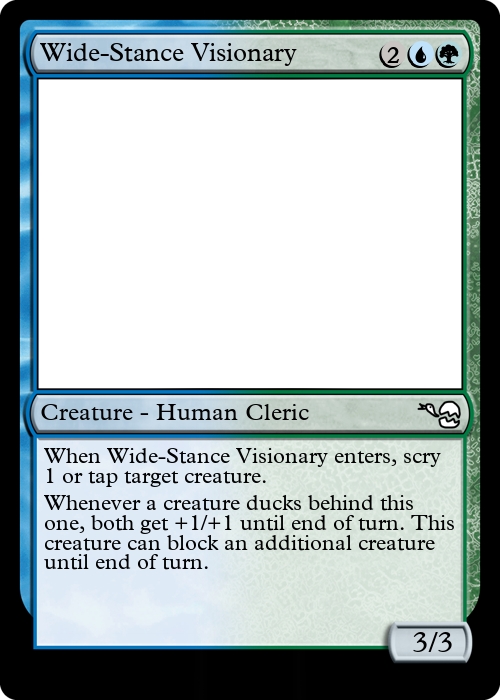 Wide-Stance Visionary 2
Creature - Human Cleric
When Wide-Stance Visionary enters, scry
1 or tap target creature.
Whenever a creature ducks behind this
one, both get +1/+1 until end of turn. This
creature can block an additional creature
until end of turn.
3/3